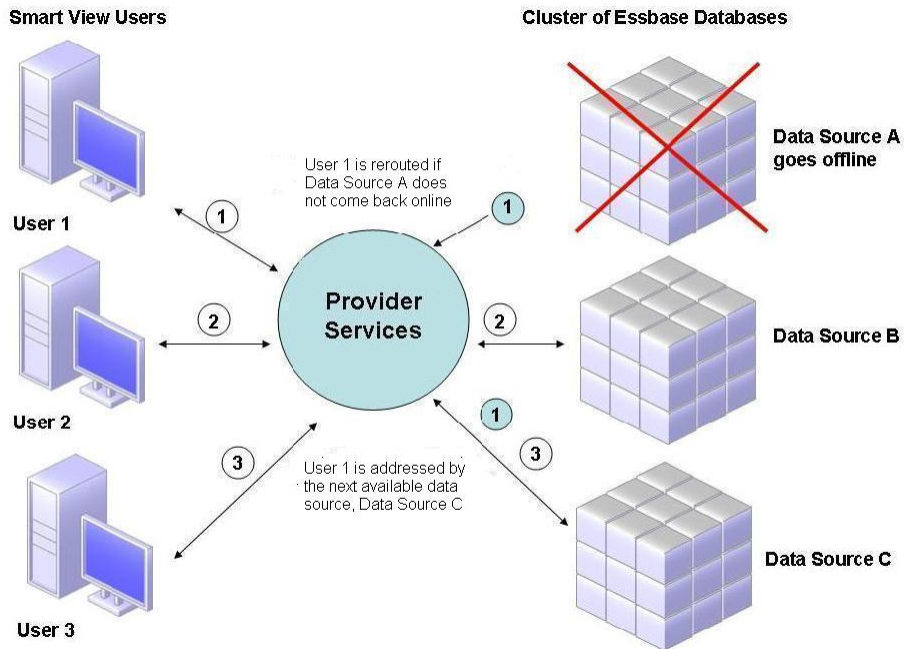 Smart View Users
Cluster of Essbase Databases
User 1 is rerouted if
Data Source A does
not come back online
Data Source A
goes offline
1
1
User 1
Provider
Services
2
2
Data Source B
User 2
1
3
3
User 1 is addressed by
the next available data
source, Data Source C
Data Source C
User 3